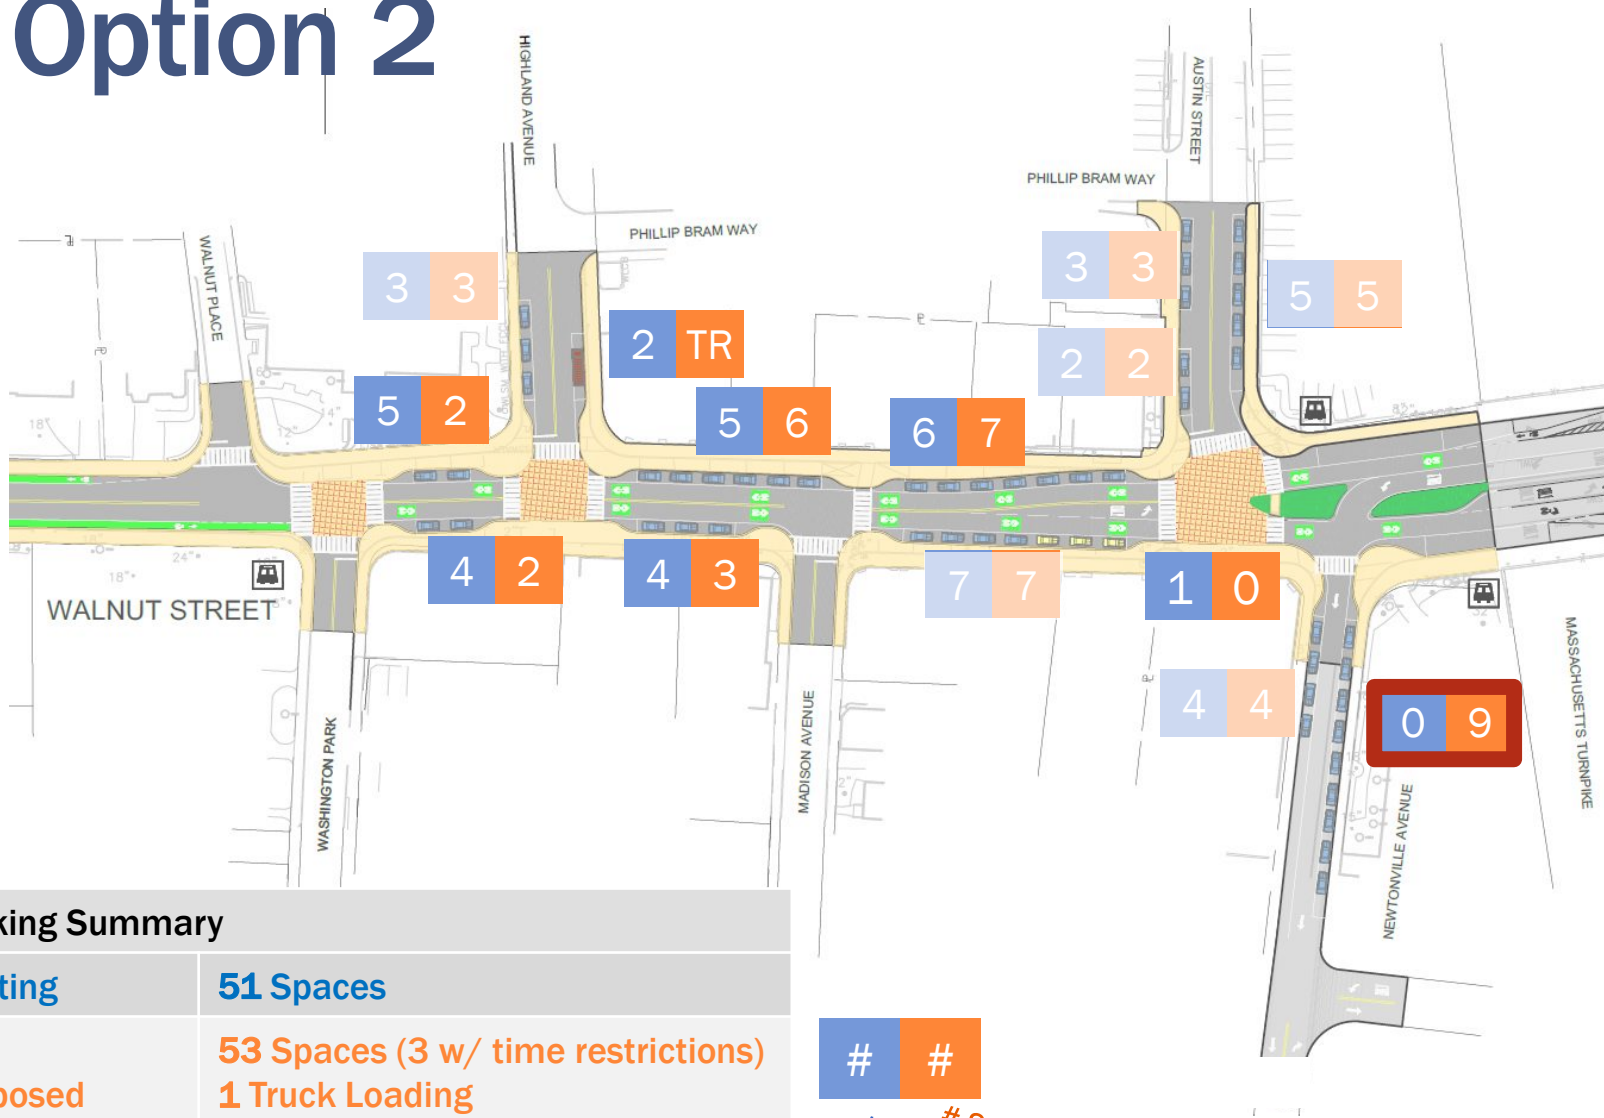 Option 2
HIGHLAND AVENUE
AUSTIN STREET
PHILLIP BRAM WAY
PHILLIP BRAM WAY
WALNUT PLACE
3 3
3 3
5 5
2 TR
2 2
5 2
5 6
6 7
4 2
4 3
7 7
1 0
WALNUT STREET
4 4
0 9
WASHINGTON PARK
MADISON AVENUE
NEWTONVILLE AVENUE
MASSACHUSETTS TURNPIKE
king Summary
ting
51 Spaces
53 Spaces (3 w/ time restrictions)
posed
1 Truck Loading
# #